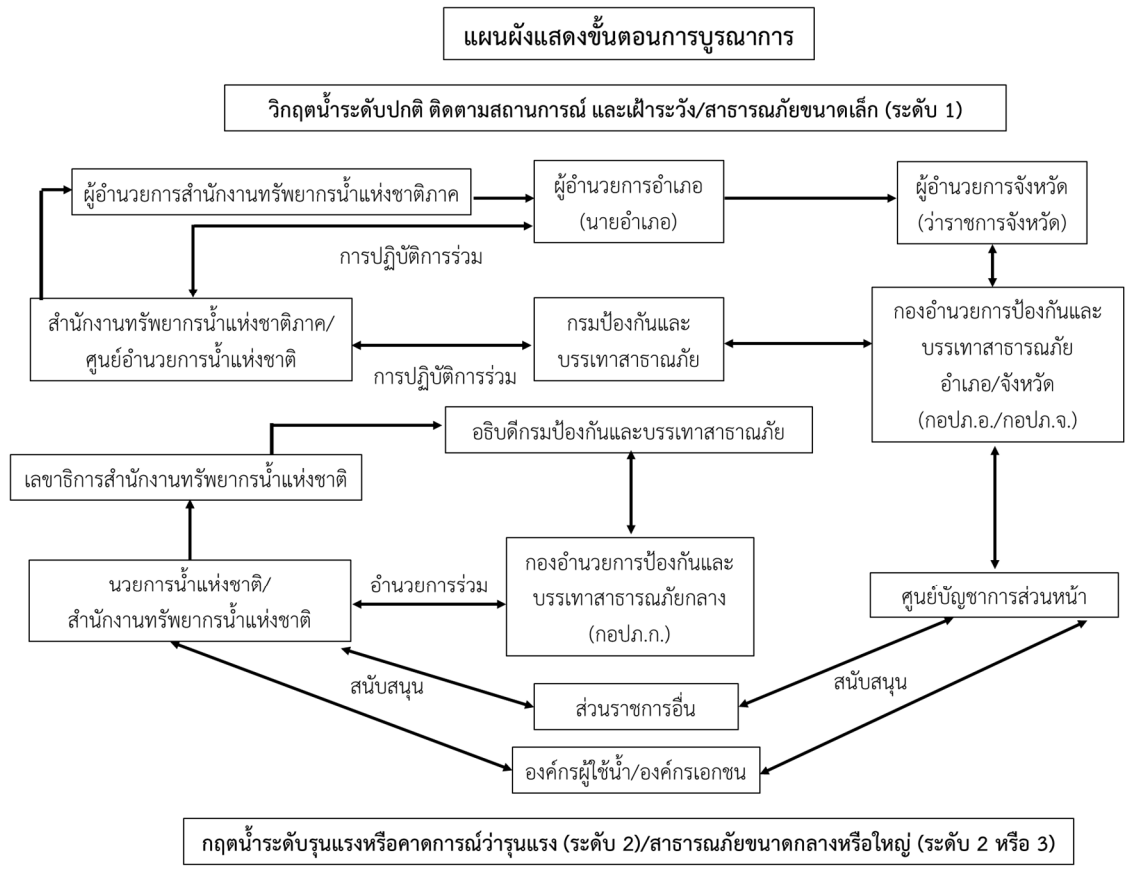 แผนผังแสดงขั้นตอนการบูรณาการ
วิกฤตน้ำระดับปกติ ติดตามสถานการณ์ และเฝ้าระวัง/สาธารณภัยขนาดเล็ก (ระดับ 1)
ผู้อำนวยการสำนักงานทรัพยากรน้ำแห่งชาติภาค
ผู้อำนวยการอำเภอ
(นายอำเภอ)
ผู้อำนวยการจังหวัด
(ว่าราชการจังหวัด)
การปฏิบัติการร่วม
สำนักงานทรัพยากรน้ำแห่งชาติภาค/
ศูนย์อำนวยการน้ำแห่งชาติ
การปฏิบัติการร่วม
กรมป้องกันและ
บรรเทาสาธาณภัย
กองอำนวยการป้องกันและ
บรรเทาสาธารณภัย
อำเภอ/จังหวัด
(กอปภ.อ./กอปภ.จ.)
อธิบดีกรมป้องกันและบรรเทาสาธาณภัย
เลขาธิการสำนักงานทรัพยากรน้ำแห่งชาติ
นวยการน้ำแห่งชาติ/
สำนักงานทรัพยากรน้ำแห่งชาติ
อำนวยการร่วม
กองอำนวยการป้องกันและ
บรรเทาสาธารณภัยกลาง
(กอปภ.ก.)
ศูนย์บัญชาการส่วนหน้า
สนับสนุน
ส่วนราชการอื่น
สนับสนุน
องค์กรผู้ใช้น้ำ/องค์กรเอกชน
กฤตน้ำระดับรุนแรงหรือคาดการณ์ว่ารุนแรง (ระดับ 2)/สาธารณภัยขนาดกลางหรือใหญ่ (ระดับ 2 หรือ 3)